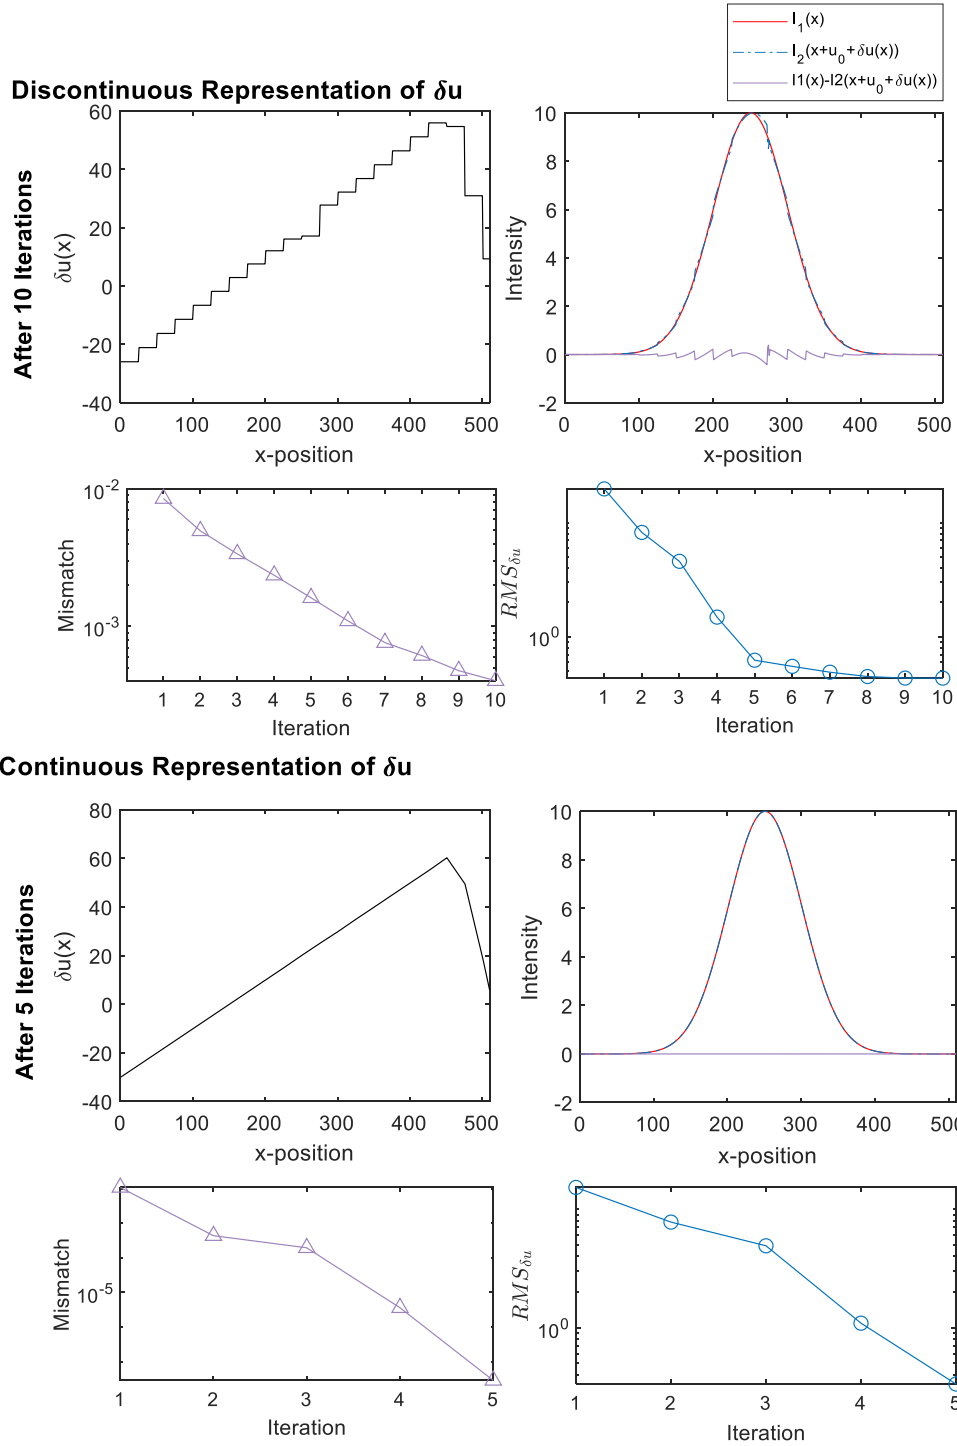 I1(x)
I2(x+u0+δu(x))
I1(x)-I2(x+u0+δu(x))
Discontinuous Representation of δu
After 10 Iterations
δu(x)
60
40
20
0
-20
-40
0 100 200 300 400 500
x-position
Intensity
10
8
6
4
2
0
-2
0 100 200 300 400 500
x-position
Mismatch
10-2
10-3
1 2 3 4 5 6 7 8 9 10
Iteration
RMSδu
100
1 2 3 4 5 6 7 8 9 10
Iteration
Continuous Representation of δu
After 5 Iterations
δu(x)
80
60
40
20
0
-20
-40
0 100 200 300 400 500
x-position
Intensity
10
8
6
4
2
0
-2
0 100 200 300 400 500
x-position
Mismatch
10-5
1 2 3 4 5
Iteration
RMSδu
100
1 2 3 4 5
Iteration